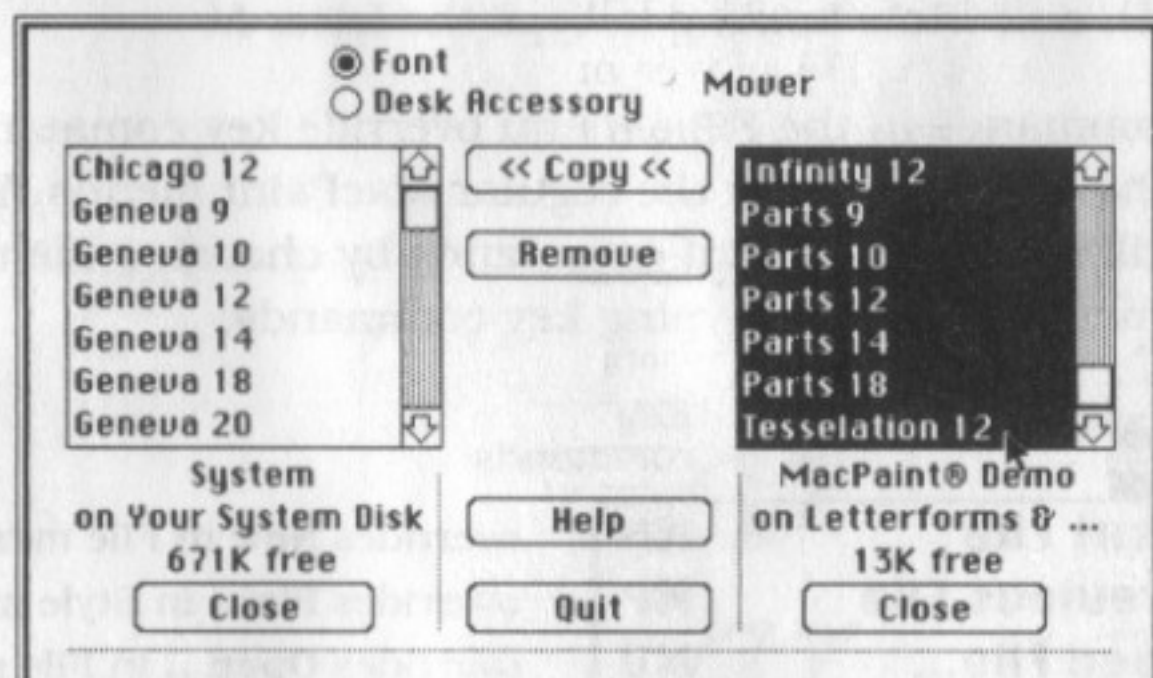 Font
Desk Accessory
Mover
Chicago 12
Geneva 9
Geneva 10
Geneva 12
Geneva 14
Geneva 18
Geneva 20
« Copy «
Remove
Infinity 12
Parts 9
Parts 10
Parts 12
Parts 14
Parts 18
Tesselation 12
System
on Your System Disk
671K free
Close
Help
Quit
MacPaint® Demo
on Letterforms & ...
13K free
Close